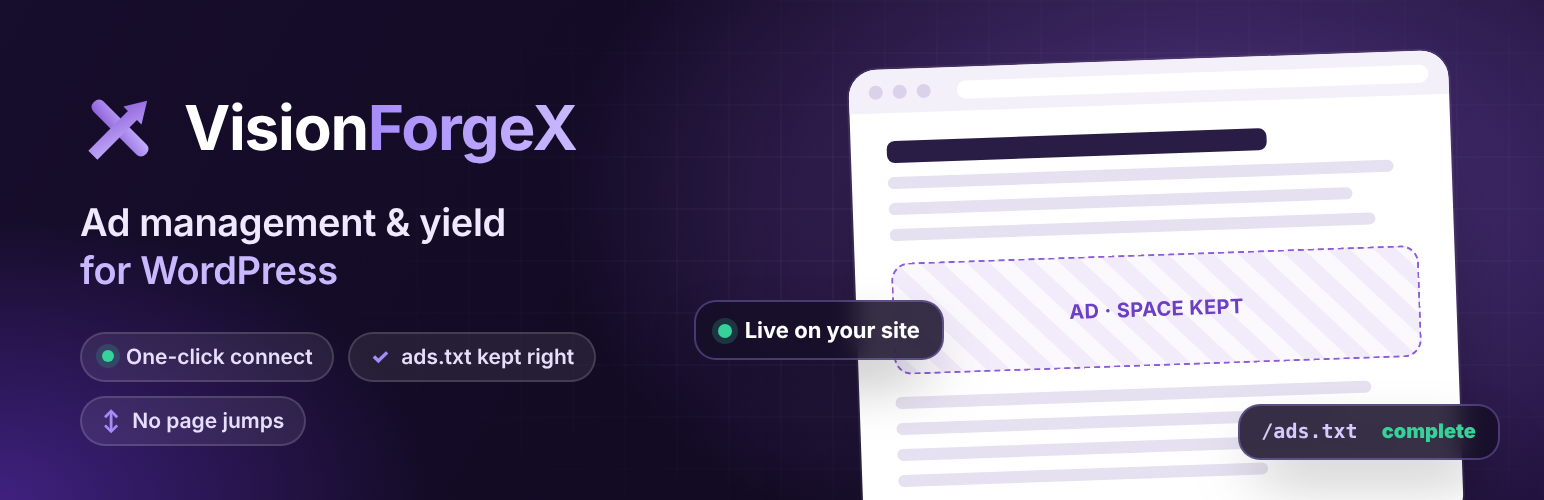 VisionForgeX
Ad management & yield
for WordPress
One-click connect
ads.txt kept right
No page jumps
AD · SPACE KEPT
Live on your site
/ads.txt complete